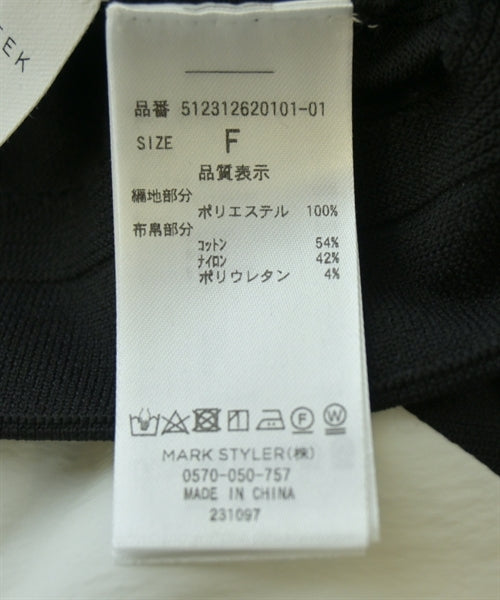 品番 512312620101-01
SIZE F
品質表示
編地部分
ポリエステル 100%
布帛部分
コットン 54%
ナイロン 42%
ポリウレタン 4%
MARK STYLER(株)
0570-050-757
MADE IN CHINA
231097